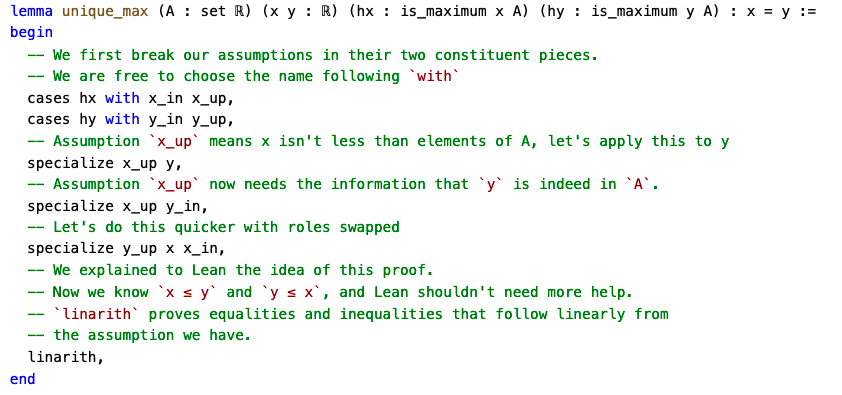 lemma unique_max (A : set ℝ) (x y : ℝ) (hx : is_maximum x A) (hy : is_maximum y A) : x = y :=
begin
  -- We first break our assumptions in their two constituent pieces.
  -- We are free to choose the name following `with`
  cases hx with x_in x_up,
  cases hy with y_in y_up,
  -- Assumption `x_up` means x isn't less than elements of A, let's apply this to y
  specialize x_up y,
  -- Assumption `x_up` now needs the information that `y` is indeed in `A`.
  specialize x_up y_in,
  -- Let's do this quicker with roles swapped
  specialize y_up x x_in,
  -- We explained to Lean the idea of this proof.
  -- Now we know `x ≤ y` and `y ≤ x`, and Lean shouldn't need more help.
  -- `linarith` proves equalities and inequalities that follow linearly from
  -- the assumption we have.
  linarith,
end